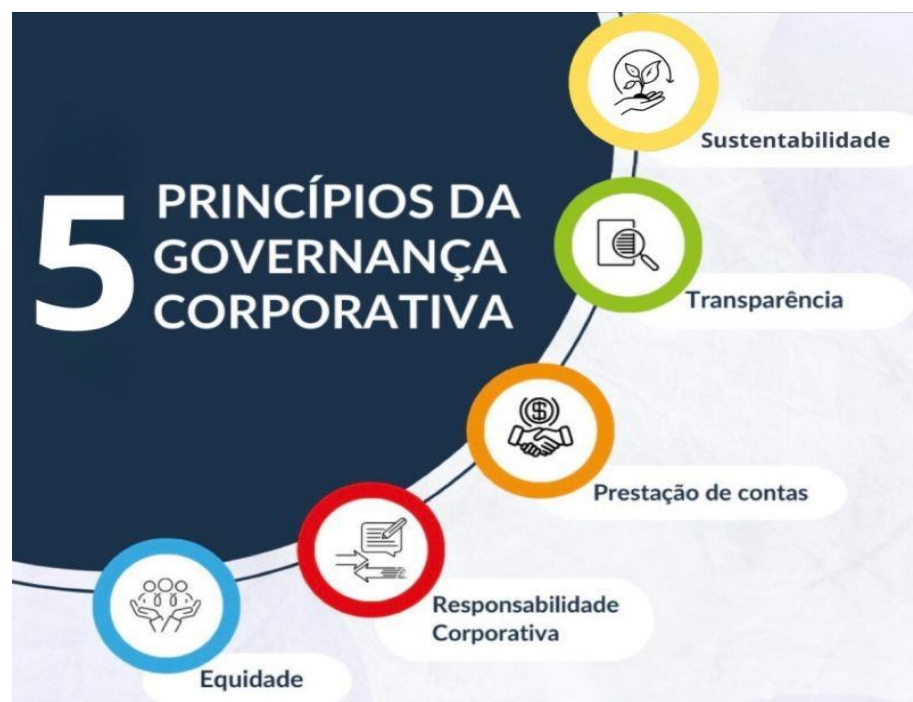 5
PRINCÍPIOS DA
GOVERNANÇA
CORPORATIVA
Sustentabilidade
Transparência
Prestação de contas
Responsabilidade
Corporativa
Equidade